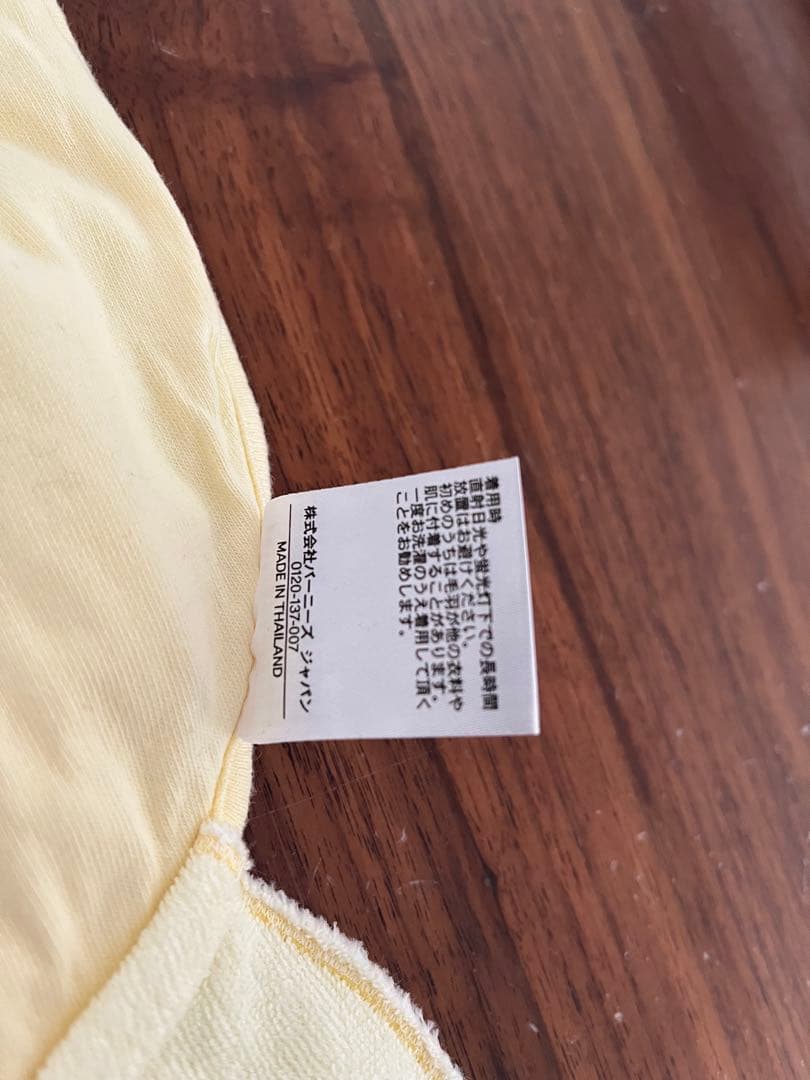 着用時
直射日光や蛍光灯下での長時間
放置はお避けください。
初めのうちは毛羽が他の衣料や
肌に付着することがあります。
一度お洗濯のうえ着用して頂く
ことをお勧めします。
株式会社バーニーズ ジャパン
0120-137-007
MADE IN THAILAND